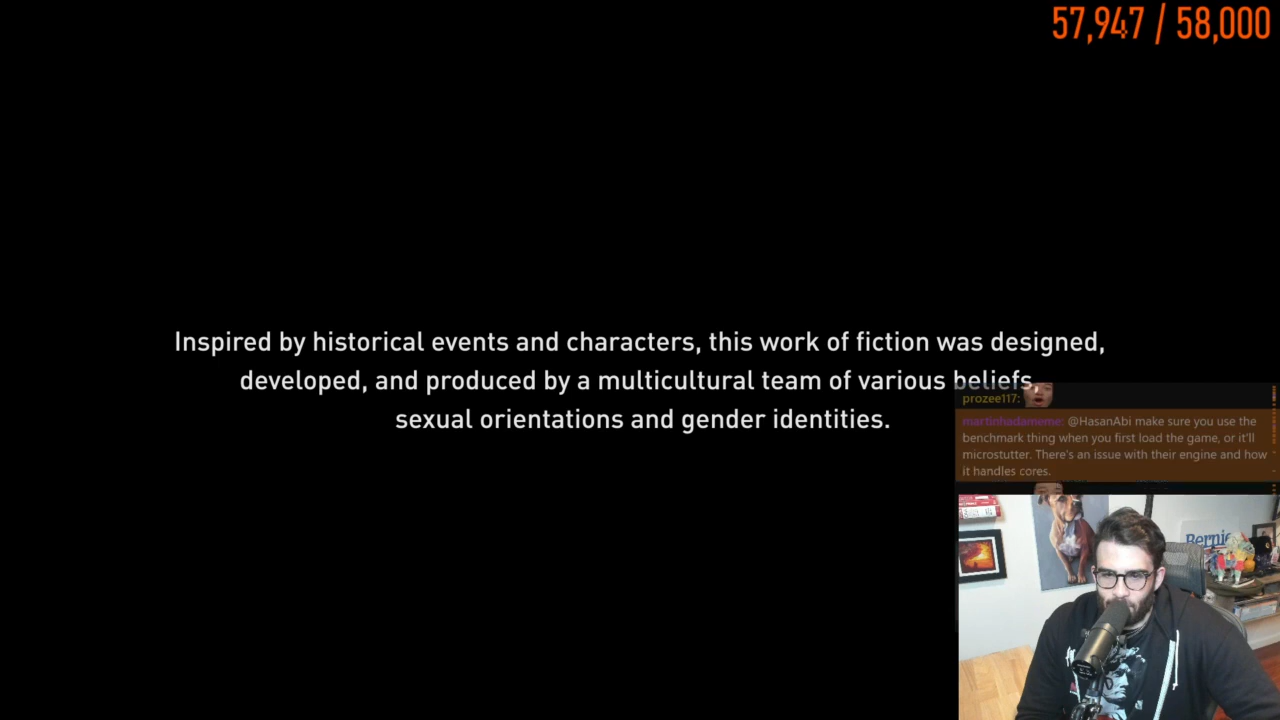 57,947 / 58,000
Inspired by historical events and characters, this work of fiction was designed,
developed, and produced by a multicultural team of various beliefs,
sexual orientations and gender identities.
prozee117:
martinhadameme: @HasanAbi make sure you use the
benchmark thing when you first load the game, or it'll
microstutter. There's an issue with their engine and how
it handles cores.
Bernie